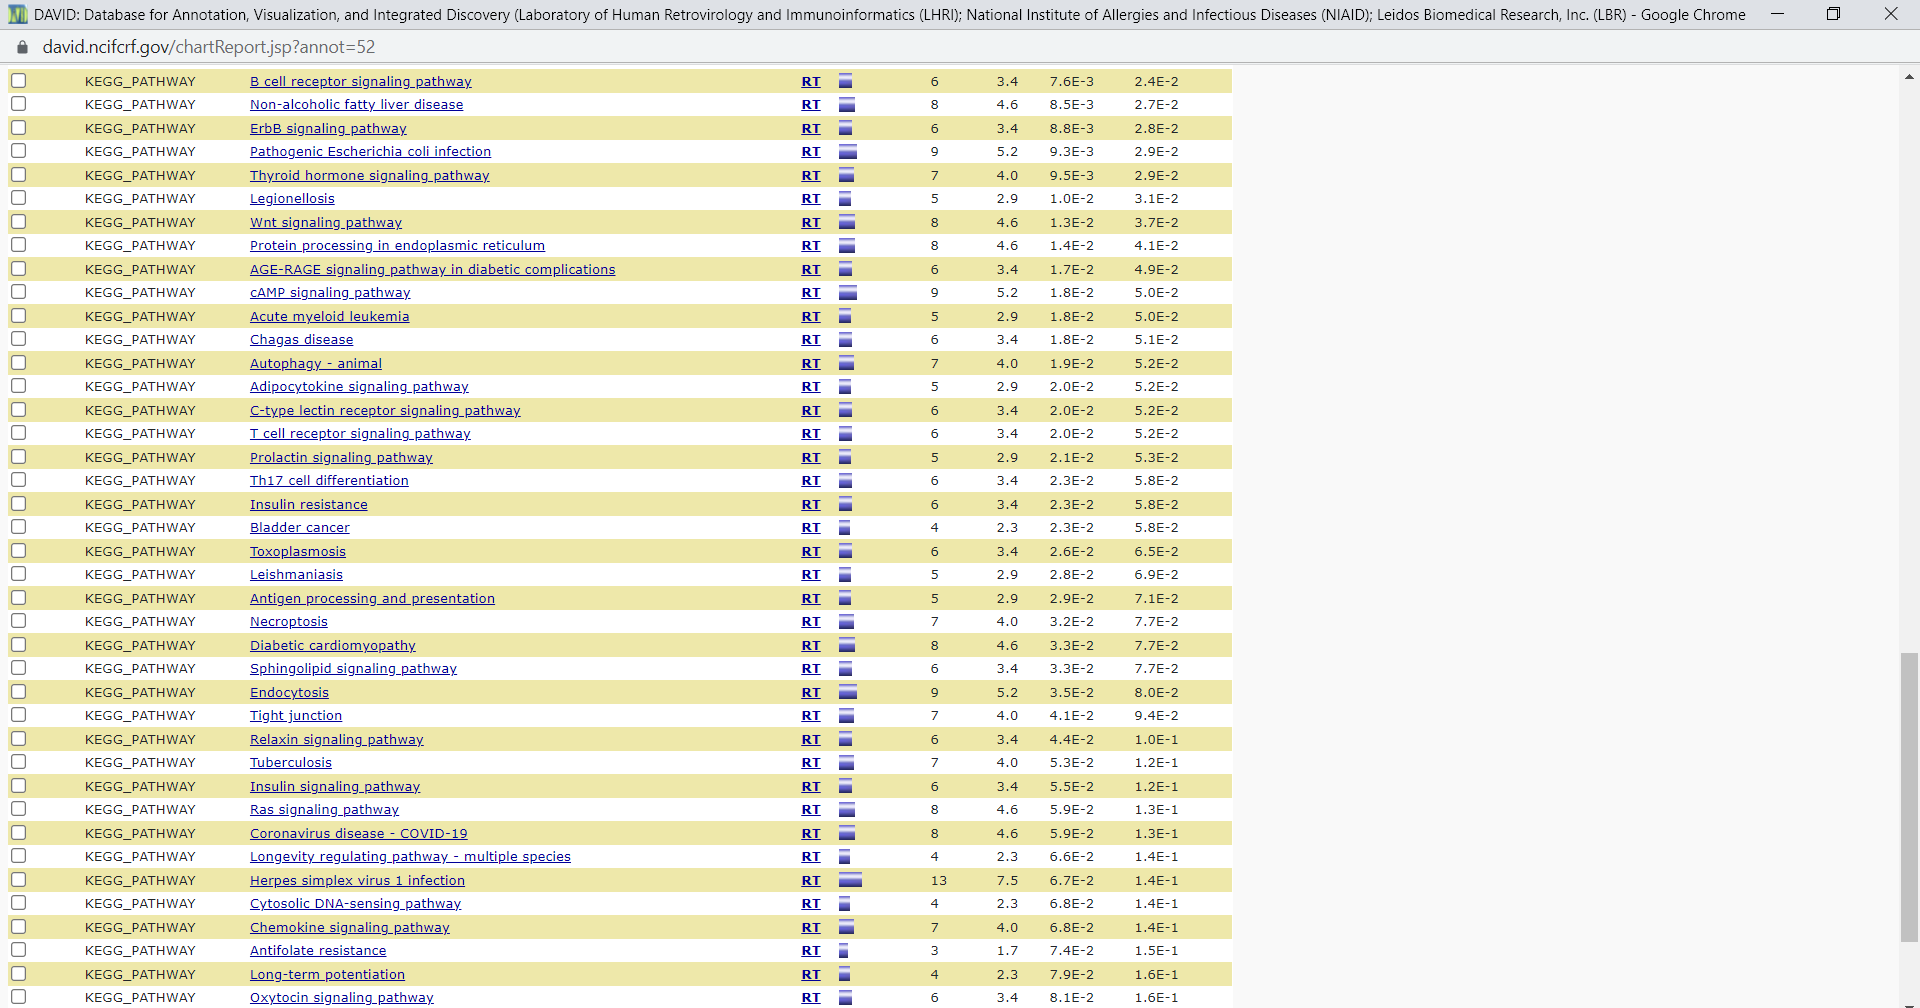 DAVID: Database for Annotation, Visualization, and Integrated Discovery (Laboratory of Human Retrovirology and Immunoinformatics (LHRI); National Institute of Allergies and Infectious Diseases (NIAID); Leidos Biomedical Research, Inc. (LBR) - Google Chrome
david.ncifcrf.gov/chartReport.jsp?annot=52
KEGG_PATHWAY B cell receptor signaling pathway RT 6 3.4 7.6E-3 2.4E-2
KEGG_PATHWAY Non-alcoholic fatty liver disease RT 8 4.6 8.5E-3 2.7E-2
KEGG_PATHWAY ErbB signaling pathway RT 6 3.4 8.8E-3 2.8E-2
KEGG_PATHWAY Pathogenic Escherichia coli infection RT 9 5.2 9.3E-3 2.9E-2
KEGG_PATHWAY Thyroid hormone signaling pathway RT 7 4.0 9.5E-3 2.9E-2
KEGG_PATHWAY Legionellosis RT 5 2.9 1.0E-2 3.1E-2
KEGG_PATHWAY Wnt signaling pathway RT 8 4.6 1.3E-2 3.7E-2
KEGG_PATHWAY Protein processing in endoplasmic reticulum RT 8 4.6 1.4E-2 4.1E-2
KEGG_PATHWAY AGE-RAGE signaling pathway in diabetic complications RT 6 3.4 1.7E-2 4.9E-2
KEGG_PATHWAY cAMP signaling pathway RT 9 5.2 1.8E-2 5.0E-2
KEGG_PATHWAY Acute myeloid leukemia RT 5 2.9 1.8E-2 5.0E-2
KEGG_PATHWAY Chagas disease RT 6 3.4 1.8E-2 5.1E-2
KEGG_PATHWAY Autophagy - animal RT 7 4.0 1.9E-2 5.2E-2
KEGG_PATHWAY Adipocytokine signaling pathway RT 5 2.9 2.0E-2 5.2E-2
KEGG_PATHWAY C-type lectin receptor signaling pathway RT 6 3.4 2.0E-2 5.2E-2
KEGG_PATHWAY T cell receptor signaling pathway RT 6 3.4 2.0E-2 5.2E-2
KEGG_PATHWAY Prolactin signaling pathway RT 5 2.9 2.1E-2 5.3E-2
KEGG_PATHWAY Th17 cell differentiation RT 6 3.4 2.3E-2 5.8E-2
KEGG_PATHWAY Insulin resistance RT 6 3.4 2.3E-2 5.8E-2
KEGG_PATHWAY Bladder cancer RT 4 2.3 2.3E-2 5.8E-2
KEGG_PATHWAY Toxoplasmosis RT 6 3.4 2.6E-2 6.5E-2
KEGG_PATHWAY Leishmaniasis RT 5 2.9 2.8E-2 6.9E-2
KEGG_PATHWAY Antigen processing and presentation RT 5 2.9 2.9E-2 7.1E-2
KEGG_PATHWAY Necroptosis RT 7 4.0 3.2E-2 7.7E-2
KEGG_PATHWAY Diabetic cardiomyopathy RT 8 4.6 3.3E-2 7.7E-2
KEGG_PATHWAY Sphingolipid signaling pathway RT 6 3.4 3.3E-2 7.7E-2
KEGG_PATHWAY Endocytosis RT 9 5.2 3.5E-2 8.0E-2
KEGG_PATHWAY Tight junction RT 7 4.0 4.1E-2 9.4E-2
KEGG_PATHWAY Relaxin signaling pathway RT 6 3.4 4.4E-2 1.0E-1
KEGG_PATHWAY Tuberculosis RT 7 4.0 5.3E-2 1.2E-1
KEGG_PATHWAY Insulin signaling pathway RT 6 3.4 5.5E-2 1.2E-1
KEGG_PATHWAY Ras signaling pathway RT 8 4.6 5.9E-2 1.3E-1
KEGG_PATHWAY Coronavirus disease - COVID-19 RT 8 4.6 5.9E-2 1.3E-1
KEGG_PATHWAY Longevity regulating pathway - multiple species RT 4 2.3 6.6E-2 1.4E-1
KEGG_PATHWAY Herpes simplex virus 1 infection RT 13 7.5 6.7E-2 1.4E-1
KEGG_PATHWAY Cytosolic DNA-sensing pathway RT 4 2.3 6.8E-2 1.4E-1
KEGG_PATHWAY Chemokine signaling pathway RT 7 4.0 6.8E-2 1.4E-1
KEGG_PATHWAY Antifolate resistance RT 3 1.7 7.4E-2 1.5E-1
KEGG_PATHWAY Long-term potentiation RT 4 2.3 7.9E-2 1.6E-1
KEGG_PATHWAY Oxytocin signaling pathway RT 6 3.4 8.1E-2 1.6E-1